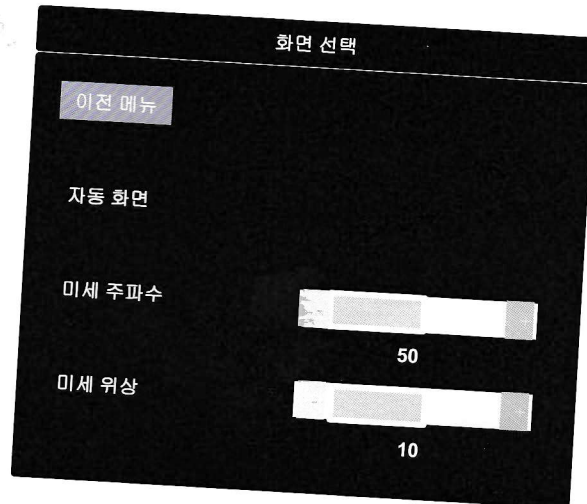 화면 선택
이전 메뉴
자동 화면
미세 주파수
50
미세 위상
10